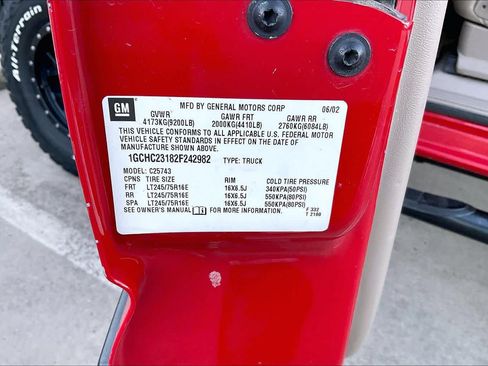 All-Terrain
GM
MFD BY GENERAL MOTORS CORP 06/02
GVWR GAWR FRT GAWR RR
4173KG(9200LB) 2000KG(4410LB) 2760KG(6084LB)
THIS VEHICLE CONFORMS TO ALL APPLICABLE U.S. FEDERAL MOTOR
VEHICLE SAFETY STANDARDS IN EFFECT ON THE DATE OF
MANUFACTURE SHOWN ABOVE.
1GCHC23182F242982 TYPE: TRUCK
MODEL: C25743
CPNS TIRE SIZE RIM COLD TIRE PRESSURE
FRT LT245/75R16E 16X6.5J 340KPA(50PSI)
RR LT245/75R16E 16X6.5J 550KPA(80PSI)
SPA LT245/75R16E 16X6.5J 550KPA(80PSI)
SEE OWNER'S MANUAL FOR MORE INFORMATION.
F 332
T 2160